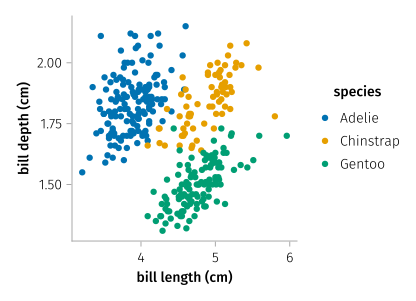 bill depth (cm)
2.00
1.75
1.50
4 5 6
bill length (cm)
species
Adelie
Chinstrap
Gentoo